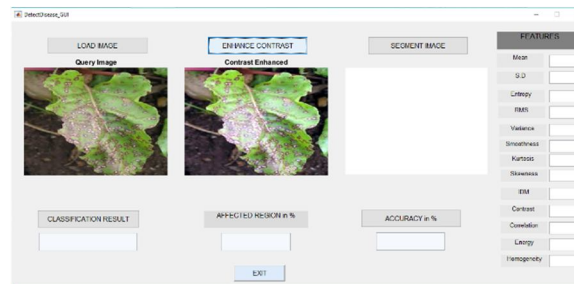 DetectDisease_GUI
LOAD IMAGE
ENHANCE CONTRAST
SEGMENT IMAGE
Query Image
Contrast Enhanced
CLASSIFICATION RESULT
AFFECTED REGION in %
ACCURACY in %
EXIT
FEATURES
Mean
S.D
Entropy
RMS
Variance
Smoothness
Kurtosis
Skewness
IDM
Contrast
Correlation
Energy
Homogeneity